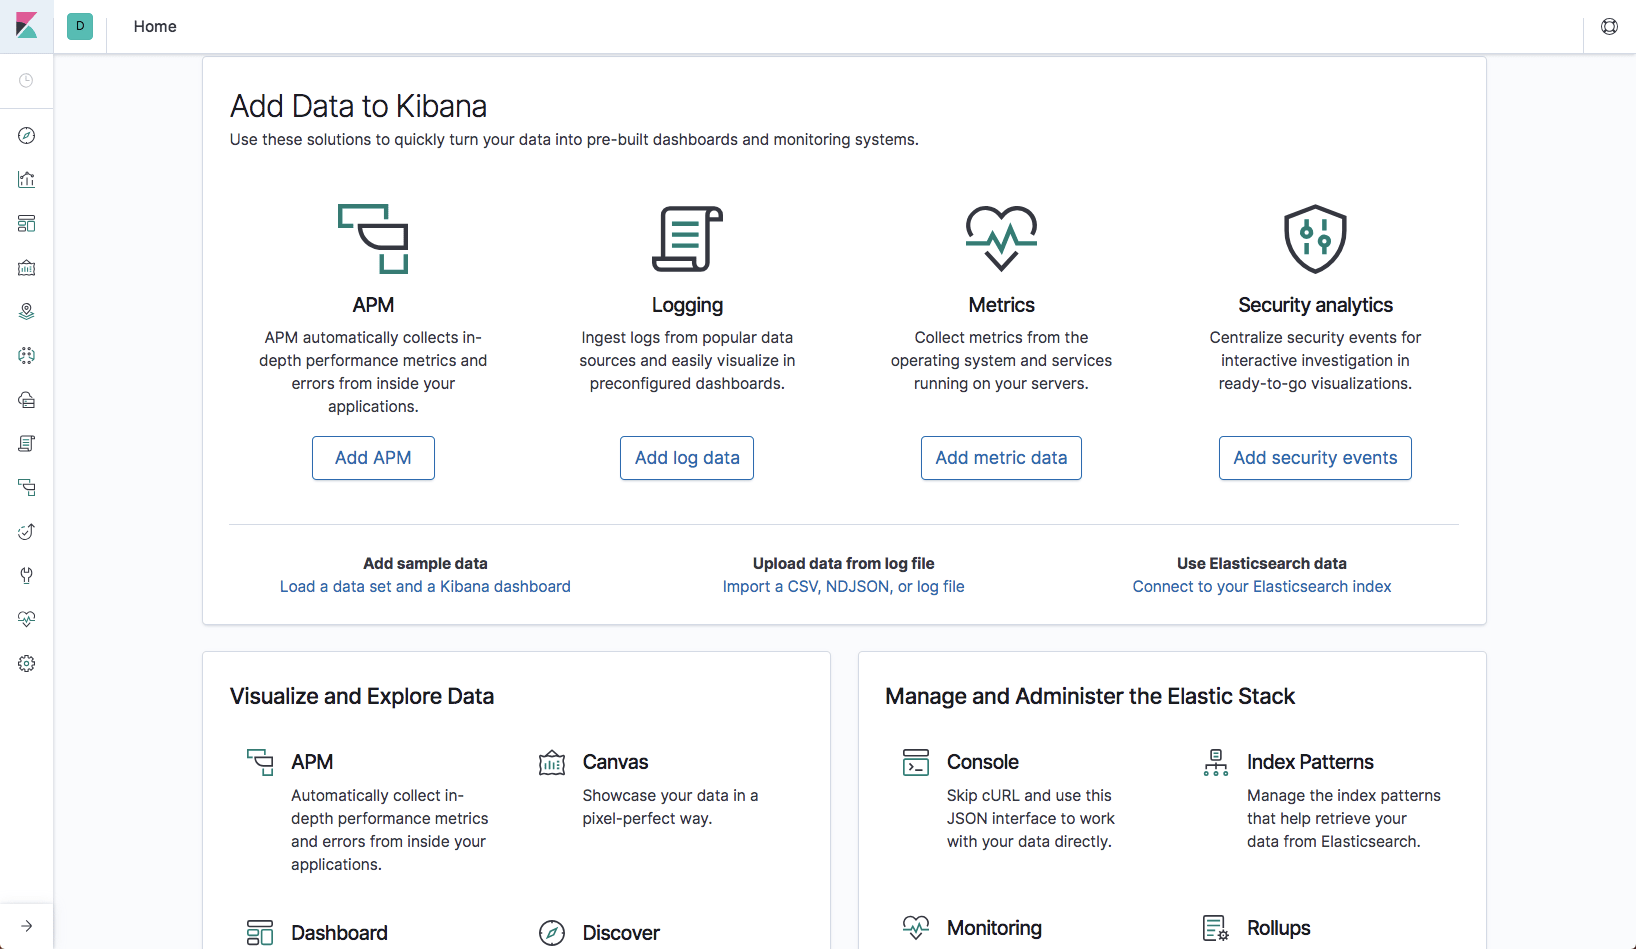 D
Home
Add Data to Kibana
Use these solutions to quickly turn your data into pre-built dashboards and monitoring systems.
APM
APM automatically collects in-
depth performance metrics and
errors from inside your
applications.
Add APM
Logging
Ingest logs from popular data
sources and easily visualize in
preconfigured dashboards.
Add log data
Metrics
Collect metrics from the
operating system and services
running on your servers.
Add metric data
Security analytics
Centralize security events for
interactive investigation in
ready-to-go visualizations.
Add security events
Add sample data
Load a data set and a Kibana dashboard
Upload data from log file
Import a CSV, NDJSON, or log file
Use Elasticsearch data
Connect to your Elasticsearch index
Visualize and Explore Data
APM
Automatically collect in-
depth performance metrics
and errors from inside your
applications.
Canvas
Showcase your data in a
pixel-perfect way.
Dashboard
Discover
Manage and Administer the Elastic Stack
Console
Skip cURL and use this
JSON interface to work
with your data directly.
Index Patterns
Manage the index patterns
that help retrieve your
data from Elasticsearch.
Monitoring
Rollups